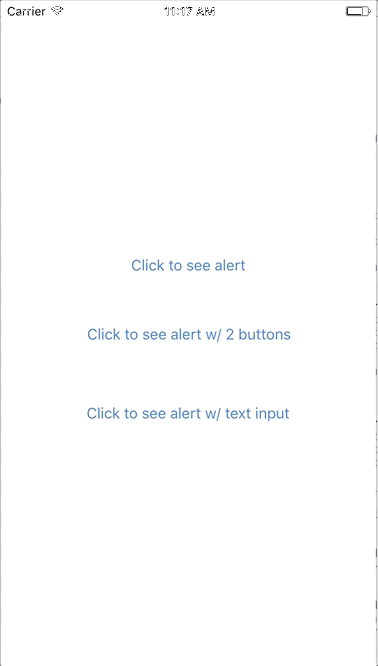 Carrier
11:17 AM
Click to see alert
Click to see alert w/ 2 buttons
Click to see alert w/ text input